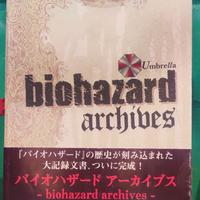 Umbrella
biohazard
archives
「バイオハザード」の歴史が刻み込まれた
大記録文書、ついに完成!
バイオハザード アーカイブス
- biohazard archives -